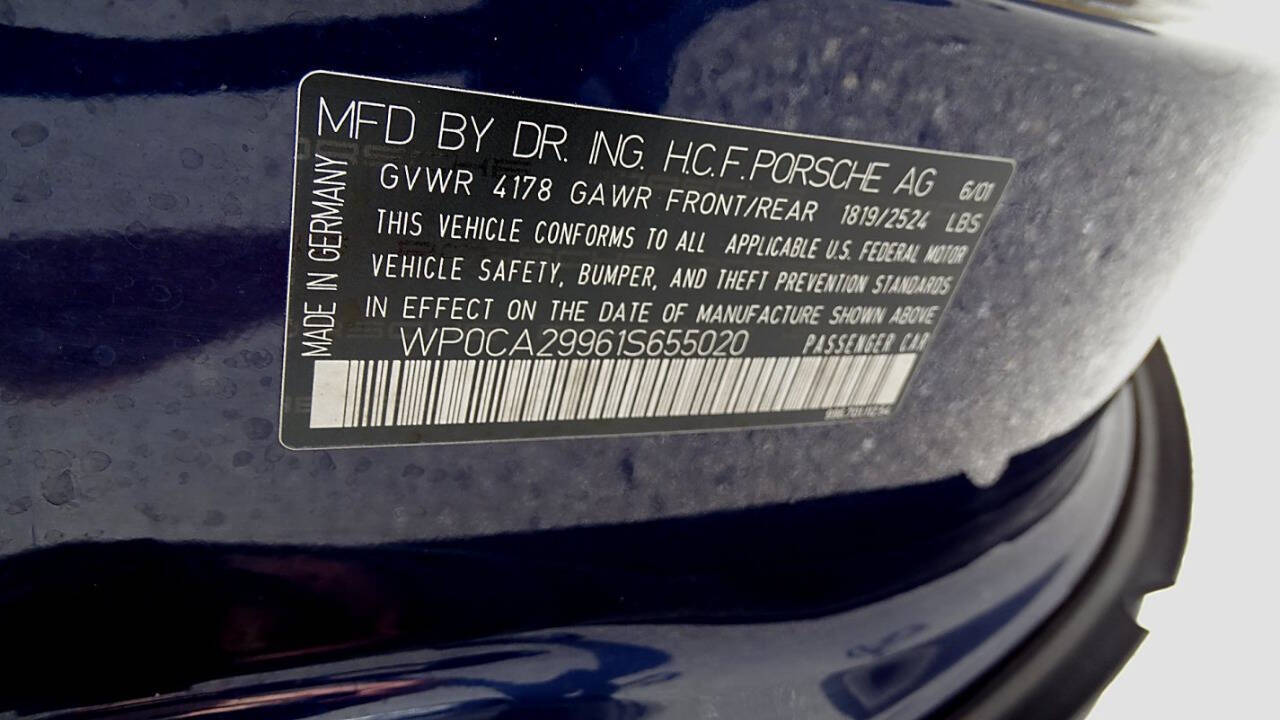 MFD BY DR. ING. H.C.F. PORSCHE AG 6/01
GVWR 4178 GAWR FRONT/REAR 1819/2524 LBS
THIS VEHICLE CONFORMS TO ALL APPLICABLE U.S. FEDERAL MOTOR
VEHICLE SAFETY, BUMPER, AND THEFT PREVENTION STANDARDS
IN EFFECT ON THE DATE OF MANUFACTURE SHOWN ABOVE
WP0CA29961S655020 PASSENGER CAR
MADE IN GERMANY